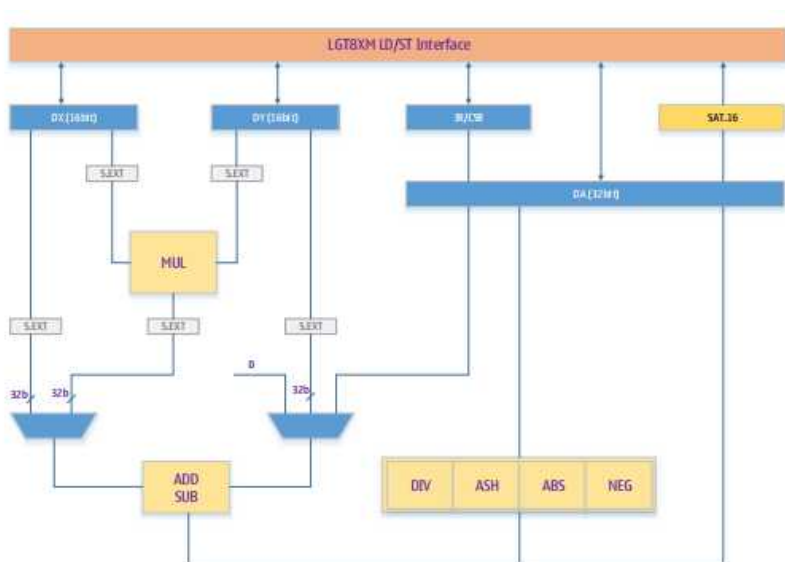 LGT8XM LD/ST Interface
DX (16bit)
DY (16bit)
SAT.16
S.EXT
S.EXT
DA (32bit)
MUL
S.EXT
S.EXT
S.EXT
32b
32b
32b
ADD
SUB
DIV
ASH
ABS
NEG